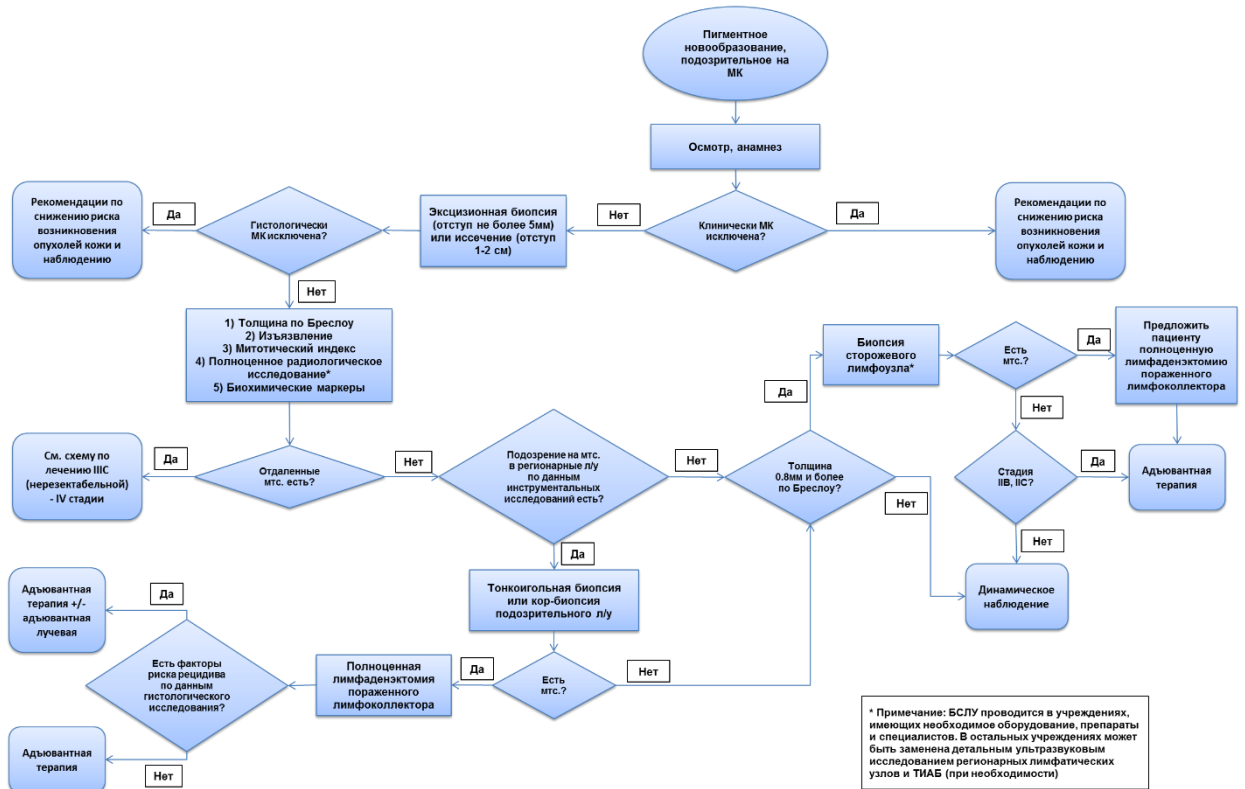 Пигментное
новообразование,
подозрительное на
МК
Осмотр, анамнез
Клинически МК
исключена?
Да
Рекомендации по
снижению риска
возникновения
опухолей кожи и
наблюдению
Нет
Эксцизионная биопсия
(отступ не более 5мм)
или иссечение (отступ
1-2 см)
Гистологически
МК исключена?
Да
Рекомендации по
снижению риска
возникновения
опухолей кожи и
наблюдению
Нет
1) Толщина по Бреслоу
2) Изъязвление
3) Митотический индекс
4) Полноценное радиологическое
исследование*
5) Биохимические маркеры
Отдаленные
мтс. есть?
Да
См. схему по
лечению IIIC
(нерезектабельной)
- IV стадии
Нет
Подозрение на мтс.
в регионарные л/у
по данным
инструментальных
исследований есть?
Нет
Толщина
0.8мм и более
по Бреслоу?
Да
Биопсия
сторожевого
лимфоузла*
Есть
мтс.?
Да
Предложить
пациенту
полноценную
лимфаденэктомию
пораженного
лимфоколлектора
Нет
Стадия
IIB, IIC?
Да
Адъювантная
терапия
Нет
Нет
Динамическое
наблюдение
Да
Тонкоигольная биопсия
или кор-биопсия
подозрительного л/у
Есть
мтс.?
Нет
Да
Полноценная
лимфаденэктомия
пораженного
лимфоколлектора
Есть факторы
риска рецидива
по данным
гистологического
исследования?
Да
Адъювантная
терапия +/-
адъювантная
лучевая
Нет
Адъювантная
терапия
* Примечание: БСЛУ проводится в учреждениях,
имеющих необходимое оборудование, препараты
и специалистов. В остальных учреждениях может
быть заменена детальным ультразвуковым
исследованием регионарных лимфатических
узлов и ТИАБ (при необходимости)